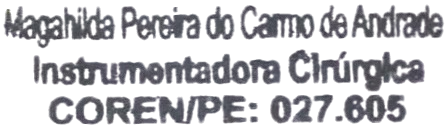 Magahilda Pereira do Carmo de Andrade
Instrumentadora Cirúrgica
COREN/PE: 027.605